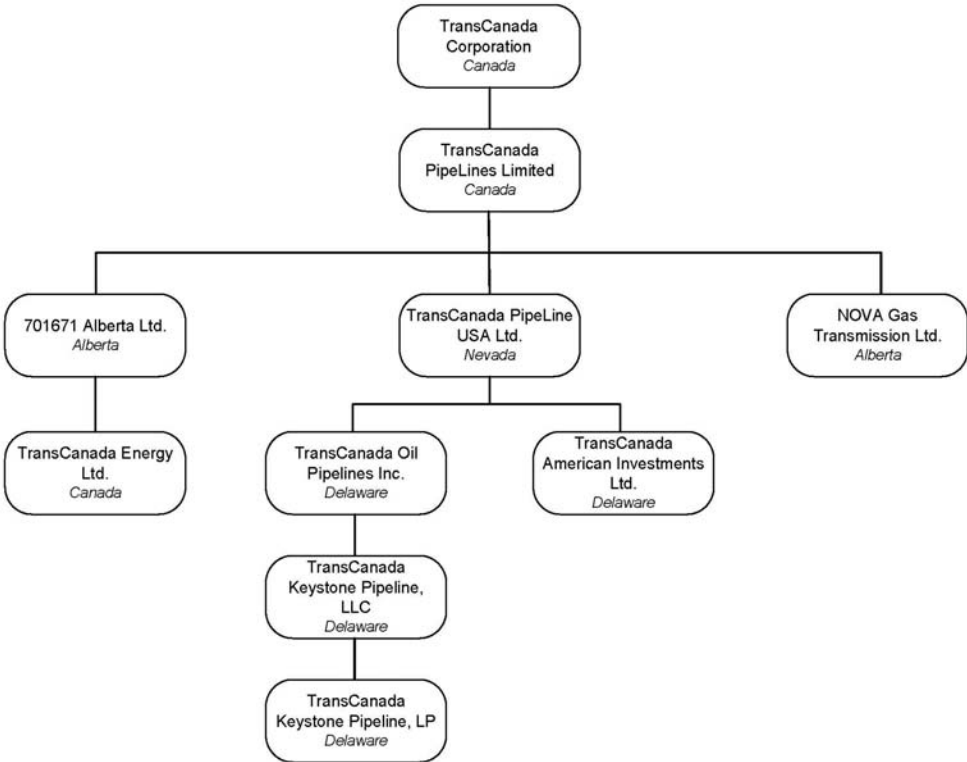 TransCanada
Corporation
Canada
TransCanada
PipeLines Limited
Canada
701671 Alberta Ltd.
Alberta
TransCanada PipeLine
USA Ltd.
Nevada
NOVA Gas
Transmission Ltd.
Alberta
TransCanada Energy
Ltd.
Canada
TransCanada Oil
Pipelines Inc.
Delaware
TransCanada
American Investments
Ltd.
Delaware
TransCanada
Keystone Pipeline,
LLC
Delaware
TransCanada
Keystone Pipeline, LP
Delaware